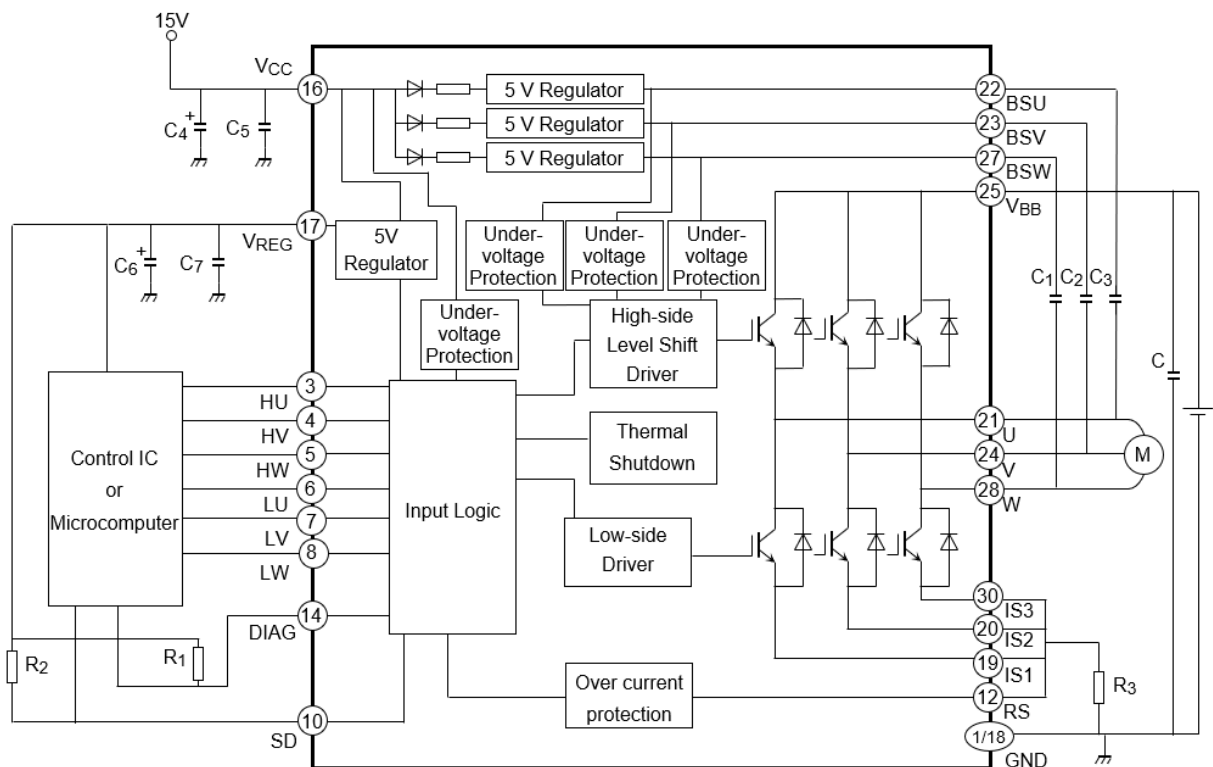 15V
VCC
16
C4
+
C5
5 V Regulator
5 V Regulator
5 V Regulator
22
BSU
23
BSV
27
BSW
25
VBB
17
VREG
C6
+
C7
5V
Regulator
Under-
voltage
Protection
Under-
voltage
Protection
Under-
voltage
Protection
Under-
voltage
Protection
High-side
Level Shift
Driver
C1
C2
C3
C
Control IC
or
Microcomputer
3
HU
4
HV
5
HW
6
LU
7
LV
8
LW
14
DIAG
10
SD
Input Logic
Thermal
Shutdown
Low-side
Driver
Over current
protection
21
U
24
V
28
W
M
30
IS3
20
IS2
19
IS1
12
RS
1/18
GND
R2
R1
R3